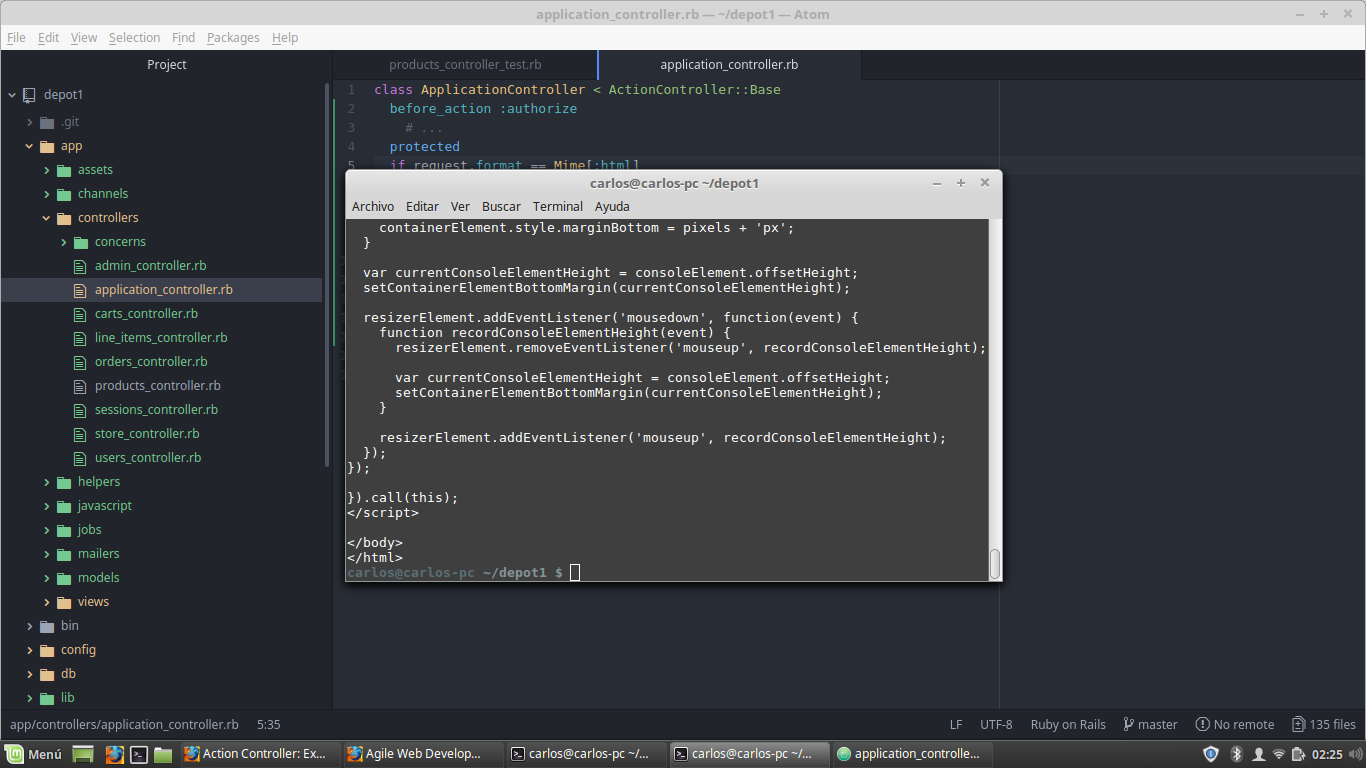 application_controller.rb — ~/depot1 — Atom
File Edit View Selection Find Packages Help
Project
products_controller_test.rb
application_controller.rb
depot1
.git
app
assets
channels
controllers
concerns
admin_controller.rb
application_controller.rb
carts_controller.rb
line_items_controller.rb
orders_controller.rb
products_controller.rb
sessions_controller.rb
store_controller.rb
users_controller.rb
helpers
javascript
jobs
mailers
models
views
bin
config
db
lib
1 class ApplicationController < ActionController::Base
2 before_action :authorize
3 # ...
4 protected
5 if request.format == Mime[:html]
carlos@carlos-pc ~/depot1
Archivo Editar Ver Buscar Terminal Ayuda
containerElement.style.marginBottom = pixels + 'px';
}
var currentConsoleElementHeight = consoleElement.offsetHeight;
setContainerElementBottomMargin(currentConsoleElementHeight);
resizerElement.addEventListener('mousedown', function(event) {
function recordConsoleElementHeight(event) {
resizerElement.removeEventListener('mouseup', recordConsoleElementHeight);
var currentConsoleElementHeight = consoleElement.offsetHeight;
setContainerElementBottomMargin(currentConsoleElementHeight);
}
resizerElement.addEventListener('mouseup', recordConsoleElementHeight);
});
});
}).call(this);
</script>
</body>
</html>
carlos@carlos-pc ~/depot1 $
app/controllers/application_controller.rb 5:35
LF UTF-8 Ruby on Rails master No remote 135 files
Menú Action Controller: Ex... Agile Web Develop... carlos@carlos-pc ~/... carlos@carlos-pc ~/... application_controlle... 02:25